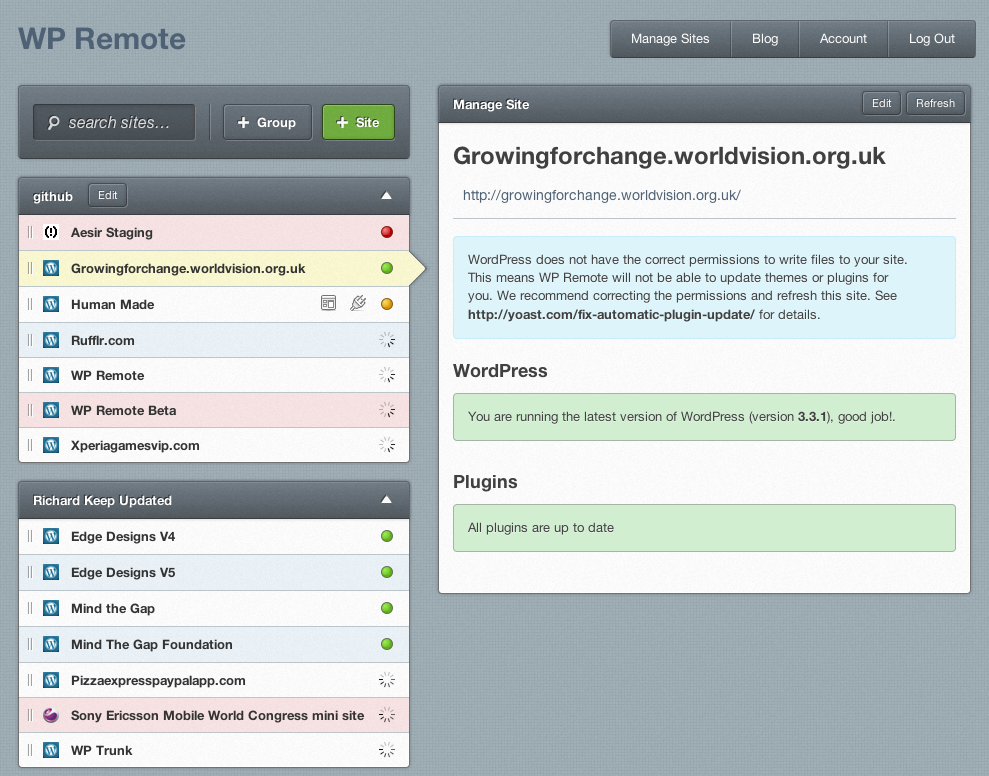 WP Remote
Manage Sites
Blog
Account
Log Out
search sites...
+ Group
+ Site
github
Edit
Aesir Staging
Growingforchange.worldvision.org.uk
Human Made
Rufflr.com
WP Remote
WP Remote Beta
Xperiagamesvip.com
Richard Keep Updated
Edge Designs V4
Edge Designs V5
Mind the Gap
Mind The Gap Foundation
Pizzaexpresspaypalapp.com
Sony Ericsson Mobile World Congress mini site
WP Trunk
Manage Site
Edit
Refresh
Growingforchange.worldvision.org.uk
http://growingforchange.worldvision.org.uk/
WordPress does not have the correct permissions to write files to your site.
This means WP Remote will not be able to update themes or plugins for
you. We recommend correcting the permissions and refresh this site. See
http://yoast.com/fix-automatic-plugin-update/ for details.
WordPress
You are running the latest version of WordPress (version 3.3.1), good job!.
Plugins
All plugins are up to date